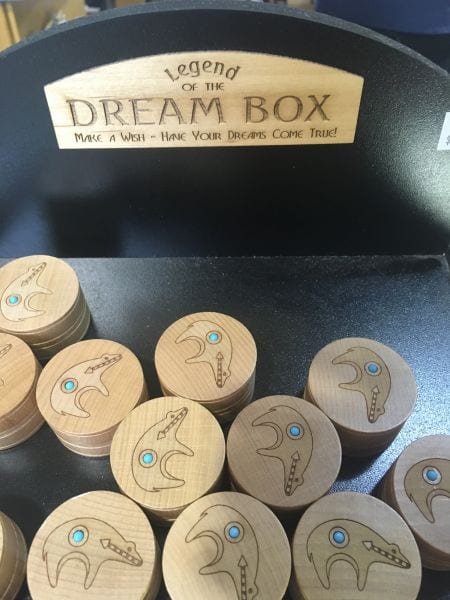 Legend
OF THE
DREAM BOX
MAKE A WISH - HAVE YOUR DREAMS COME TRUE!